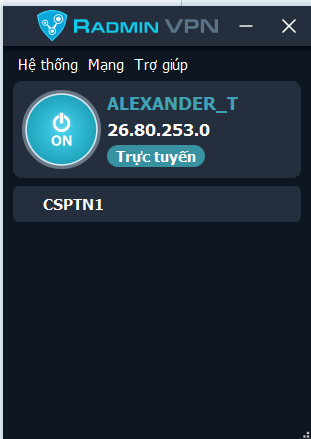 RADMIN VPN
Hệ thống Mạng Trợ giúp
ALEXANDER_T
ON
26.80.253.0
Trực tuyến
CSPTN1